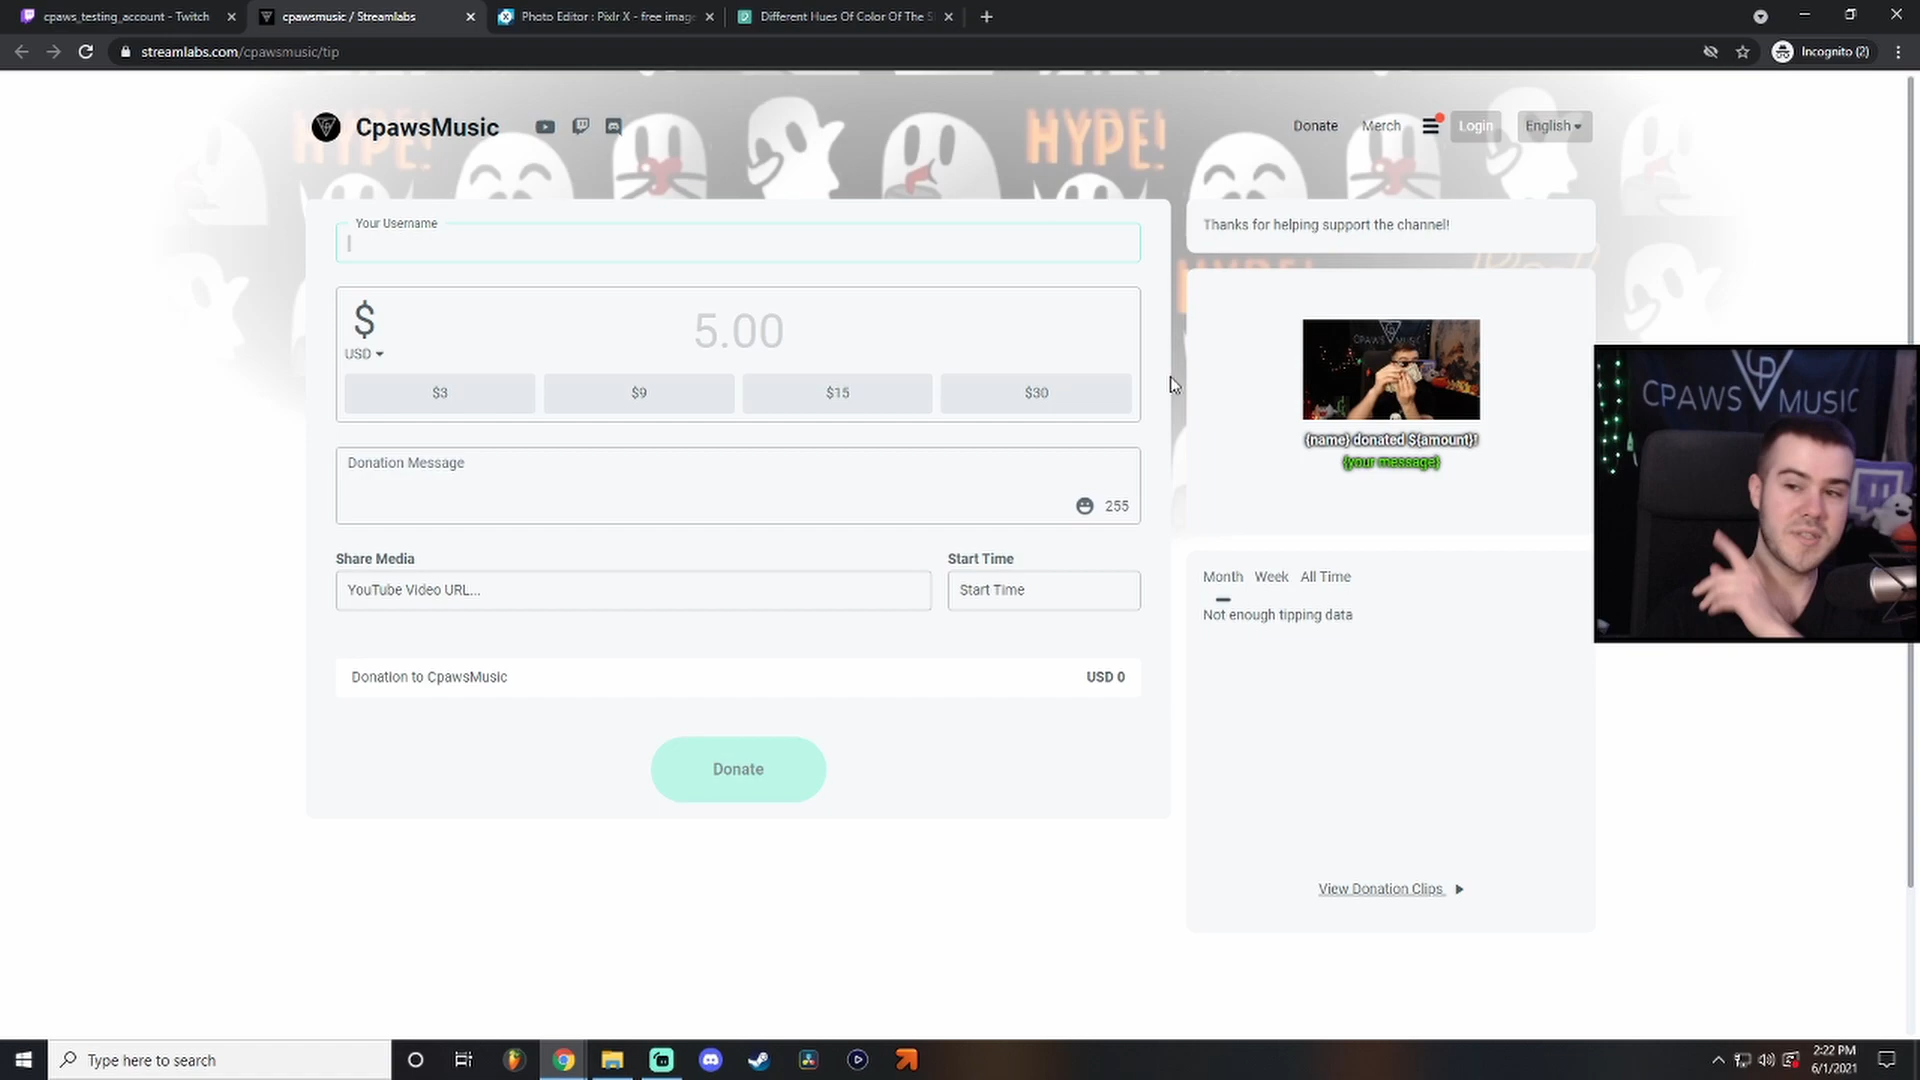 cpaws_testing_account - Twitch
cpawsmusic / Streamlabs
Photo Editor : Pixlr X - free imag
Different Hues Of Color Of The S
streamlabs.com/cpawsmusic/tip
Incognito (2)
HYPE!
HYPE!
CpawsMusic
Donate
Merch
Login
English
Your Username
$
USD
5.00
$3
$9
$15
$30
Donation Message
255
Share Media
YouTube Video URL...
Start Time
Start Time
Donation to CpawsMusic
USD 0
Donate
Thanks for helping support the channel!
CPAWS MUSIC
{name} donated ${amount}!
{your message}
Month
Week
All Time
Not enough tipping data
View Donation Clips
CPAWS MUSIC
Type here to search
2:22 PM
6/1/2021